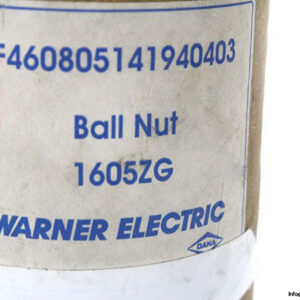 F460805141940403
Ball Nut
1605ZG
WARNER ELECTRIC
DANA